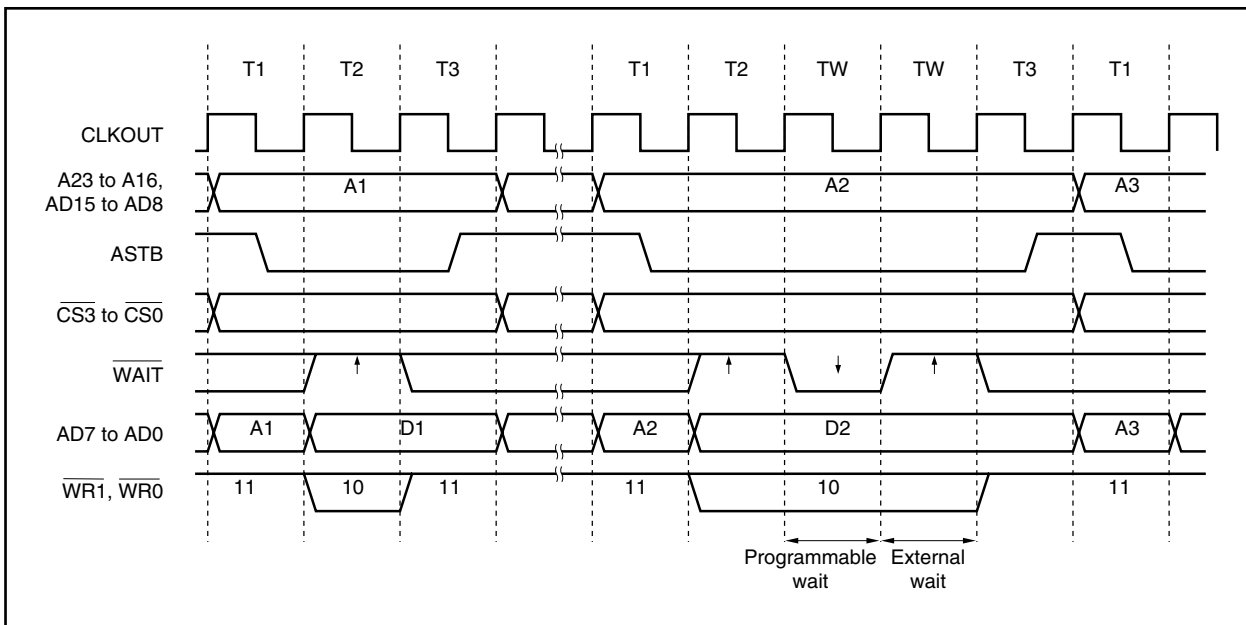 T1 T2 T3 T1 T2 TW TW T3 T1
CLKOUT
A23 to A16,
AD15 to AD8
A1 A2 A3
ASTB
CS3 to CS0
WAIT
AD7 to AD0
A1 D1 A2 D2 A3
WR1, WR0
11 10 11 11 10 11
Programmable
wait
External
wait